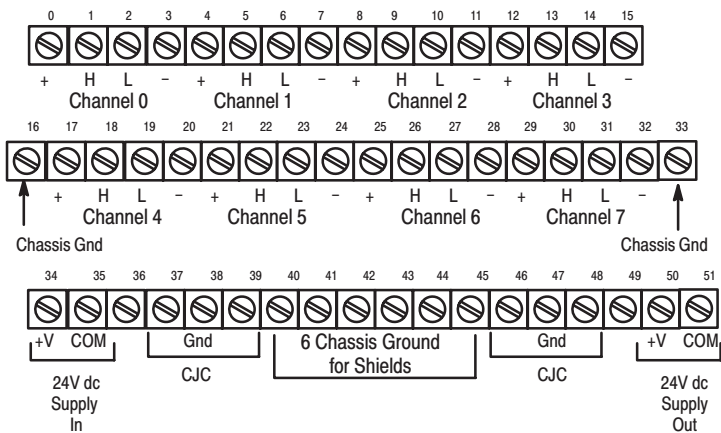 0 1 2 3 4 5 6 7 8 9 10 11 12 13 14 15
+ H L − + H L − + H L − + H L −
Channel 0 Channel 1 Channel 2 Channel 3
16 17 18 19 20 21 22 23 24 25 26 27 28 29 30 31 32 33
+ H L − + H L − + H L − + H L −
Channel 4 Channel 5 Channel 6 Channel 7
Chassis Gnd Chassis Gnd
34 35 36 37 38 39 40 41 42 43 44 45 46 47 48 49 50 51
+V COM Gnd 6 Chassis Ground Gnd +V COM
for Shields
CJC CJC
24V dc 24V dc
Supply Supply
In Out